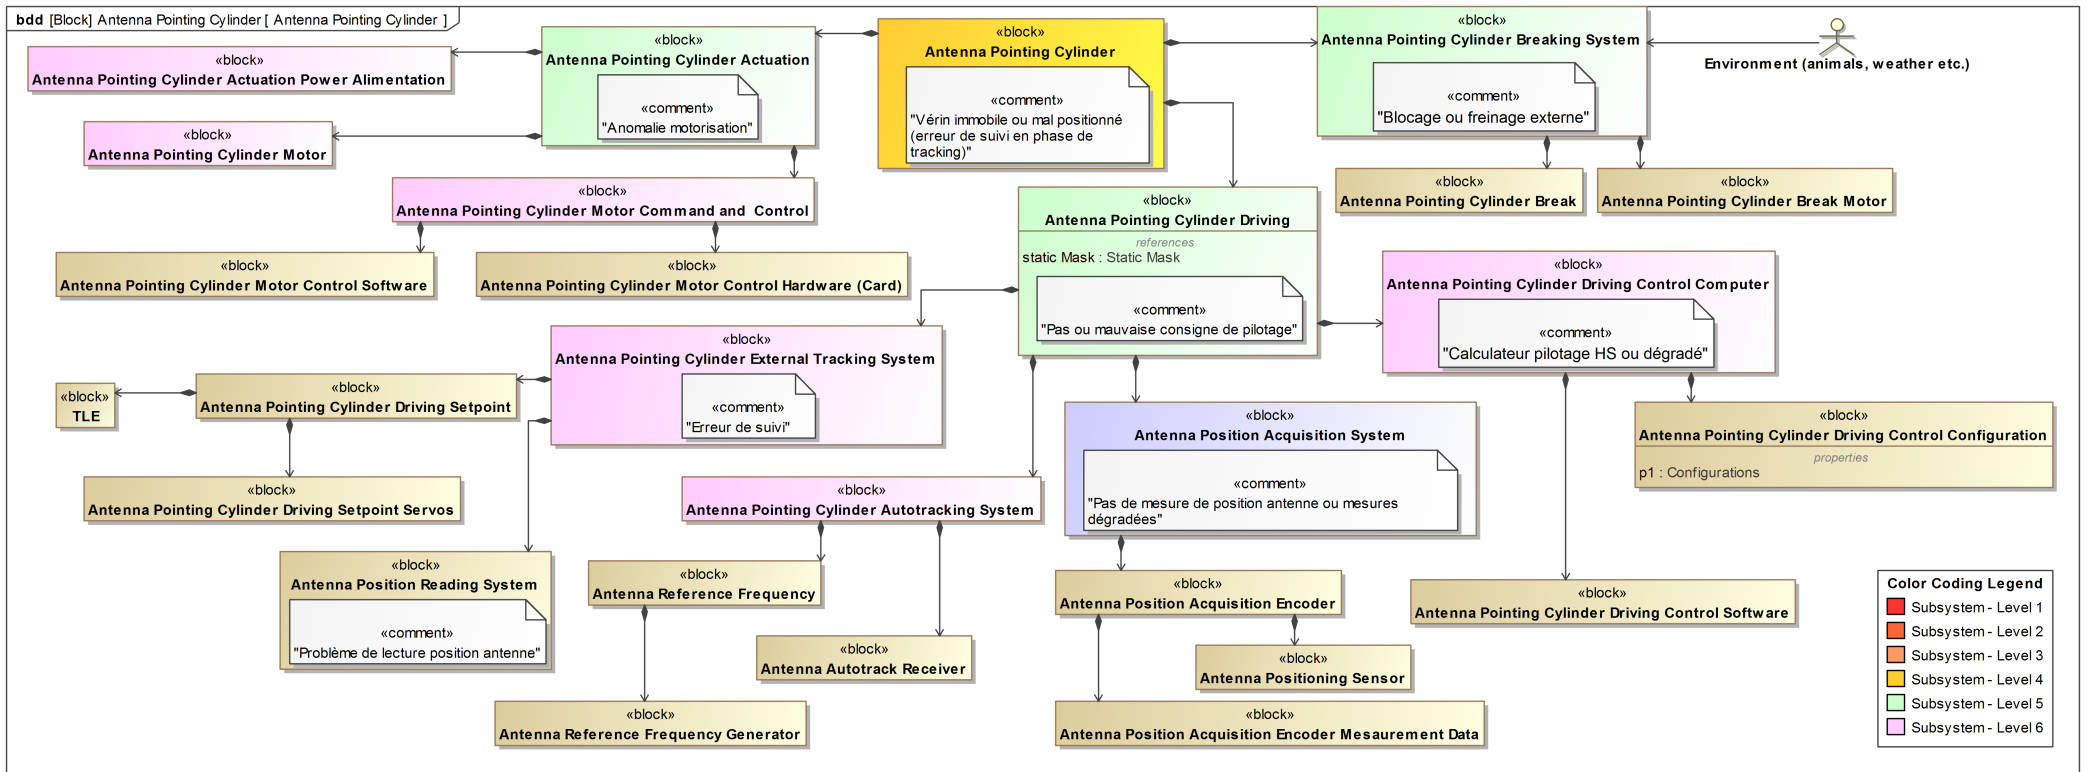 bdd [Block] Antenna Pointing Cylinder [ Antenna Pointing Cylinder ]
«block»
Antenna Pointing Cylinder Actuation Power Alimentation
«block»
Antenna Pointing Cylinder Actuation
«comment»
"Anomalie motorisation"
«block»
Antenna Pointing Cylinder
«comment»
"Vérin immobile ou mal positionné
(erreur de suivi en phase de
tracking)"
«block»
Antenna Pointing Cylinder Breaking System
«comment»
"Blocage ou freinage externe"
Environment (animals, weather etc.)
«block»
Antenna Pointing Cylinder Motor
«block»
Antenna Pointing Cylinder Motor Command and Control
«block»
Antenna Pointing Cylinder Break
«block»
Antenna Pointing Cylinder Break Motor
«block»
Antenna Pointing Cylinder Driving
references
static Mask : Static Mask
«comment»
"Pas ou mauvaise consigne de pilotage"
«block»
Antenna Pointing Cylinder Motor Control Software
«block»
Antenna Pointing Cylinder Motor Control Hardware (Card)
«block»
Antenna Pointing Cylinder Driving Control Computer
«comment»
"Calculateur pilotage HS ou dégradé"
«block»
Antenna Pointing Cylinder External Tracking System
«comment»
"Erreur de suivi"
«block»
TLE
«block»
Antenna Pointing Cylinder Driving Setpoint
«block»
Antenna Position Acquisition System
«comment»
"Pas de mesure de position antenne ou mesures
dégradées"
«block»
Antenna Pointing Cylinder Driving Control Configuration
properties
p1 : Configurations
«block»
Antenna Pointing Cylinder Driving Setpoint Servos
«block»
Antenna Pointing Cylinder Autotracking System
«block»
Antenna Position Reading System
«comment»
"Problème de lecture position antenne"
«block»
Antenna Reference Frequency
«block»
Antenna Position Acquisition Encoder
«block»
Antenna Pointing Cylinder Driving Control Software
«block»
Antenna Autotrack Receiver
«block»
Antenna Positioning Sensor
«block»
Antenna Reference Frequency Generator
«block»
Antenna Position Acquisition Encoder Mesaurement Data
Color Coding Legend
Subsystem - Level 1
Subsystem - Level 2
Subsystem - Level 3
Subsystem - Level 4
Subsystem - Level 5
Subsystem - Level 6